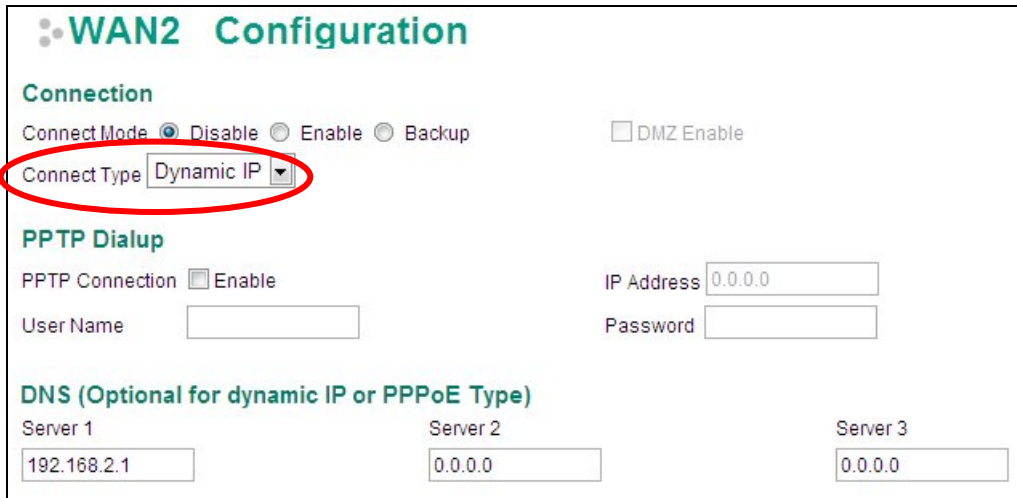 WAN2 Configuration
Connection
Connect Mode Disable Enable Backup DMZ Enable
Connect Type Dynamic IP
PPTP Dialup
PPTP Connection Enable IP Address 0.0.0.0
User Name Password
DNS (Optional for dynamic IP or PPPoE Type)
Server 1 Server 2 Server 3
192.168.2.1 0.0.0.0 0.0.0.0